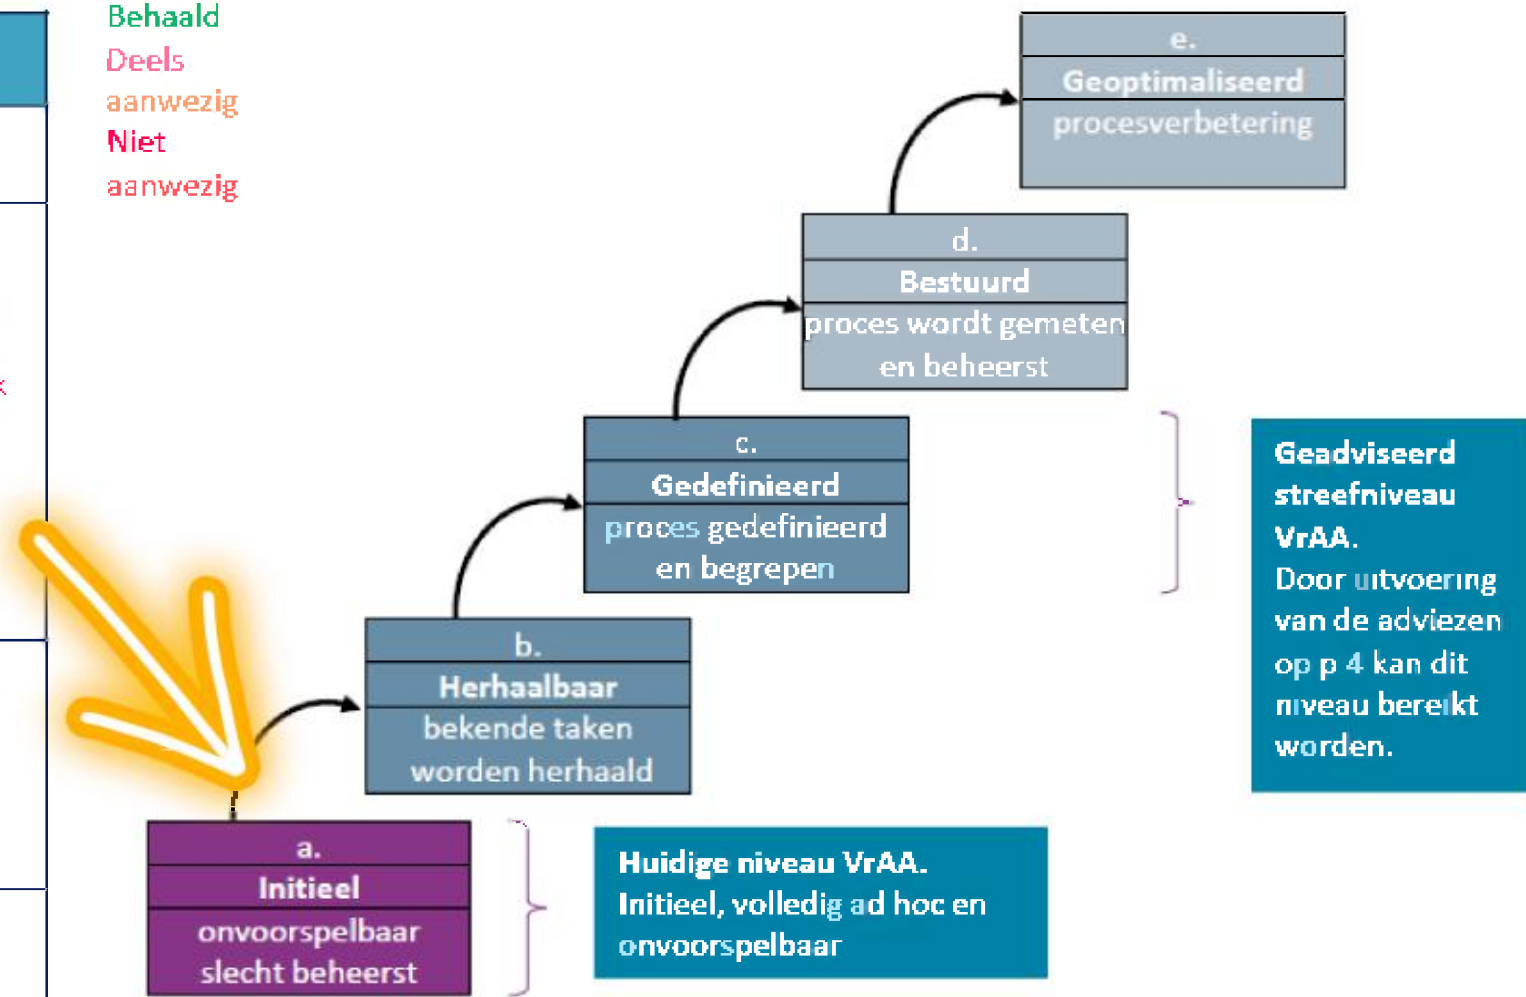 Behaald
Deels
aanwezig
Niet
aanwezig
e.
Geoptimaliseerd
procesverbetering
d.
Bestuurd
proces wordt gemeten
en beheerst
c.
Gedefinieerd
proces gedefinieerd
en begrepen
Geadviseerd
streefniveau
VrAA.
Door uitvoering
van de adviezen
op p 4 kan dit
niveau bereikt
worden.
b.
Herhaalbaar
bekende taken
worden herhaald
a.
Initieel
onvoorspelbaar
slecht beheerst
Huidige niveau VrAA.
Initieel, volledig ad hoc en
onvoorspelbaar